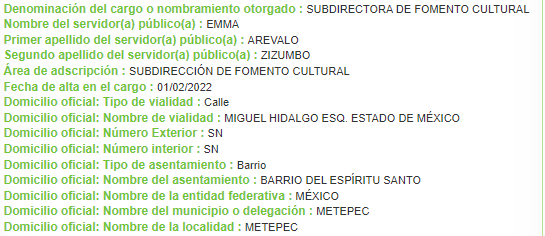 Denominación del cargo o nombramiento otorgado : SUBDIRECTORA DE FOMENTO CULTURAL
Nombre del servidor(a) público(a) : EMMA
Primer apellido del servidor(a) público(a) : AREVALO
Segundo apellido del servidor(a) público(a) : ZIZUMBO
Área de adscripción : SUBDIRECCIÓN DE FOMENTO CULTURAL
Fecha de alta en el cargo : 01/02/2022
Domicilio oficial: Tipo de vialidad : Calle
Domicilio oficial: Nombre de vialidad : MIGUEL HIDALGO ESQ. ESTADO DE MÉXICO
Domicilio oficial: Número Exterior : SN
Domicilio oficial: Número interior : SN
Domicilio oficial: Tipo de asentamiento : Barrio
Domicilio oficial: Nombre del asentamiento : BARRIO DEL ESPÍRITU SANTO
Domicilio oficial: Nombre de la entidad federativa : MÉXICO
Domicilio oficial: Nombre del municipio o delegación : METEPEC
Domicilio oficial: Nombre de la localidad : METEPEC